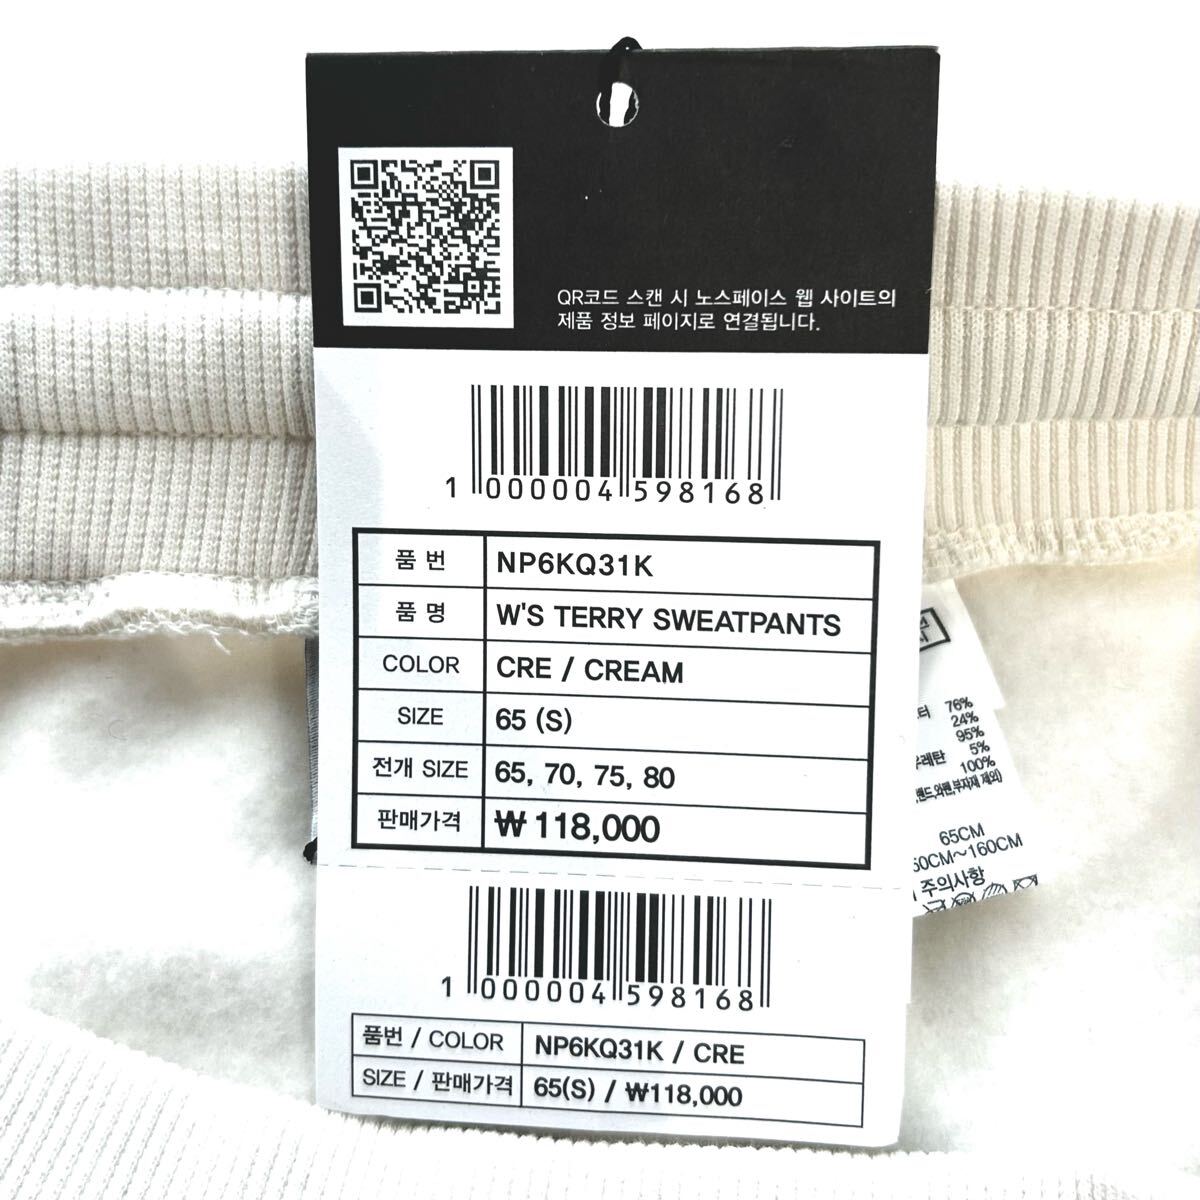 QR코드 스캔 시 노스페이스 웹 사이트의
제품 정보 페이지로 연결됩니다.
1 000004 598168
품 번 NP6KQ31K
품 명 W'S TERRY SWEATPANTS
COLOR CRE / CREAM
SIZE 65 (S)
전개 SIZE 65, 70, 75, 80
판매가격 ₩ 118,000
1 000004 598168
품번 / COLOR NP6KQ31K / CRE
SIZE / 판매가격 65(S) / ₩118,000
76%
24%
95%
5%
100%
65CM
~160CM
주의사항